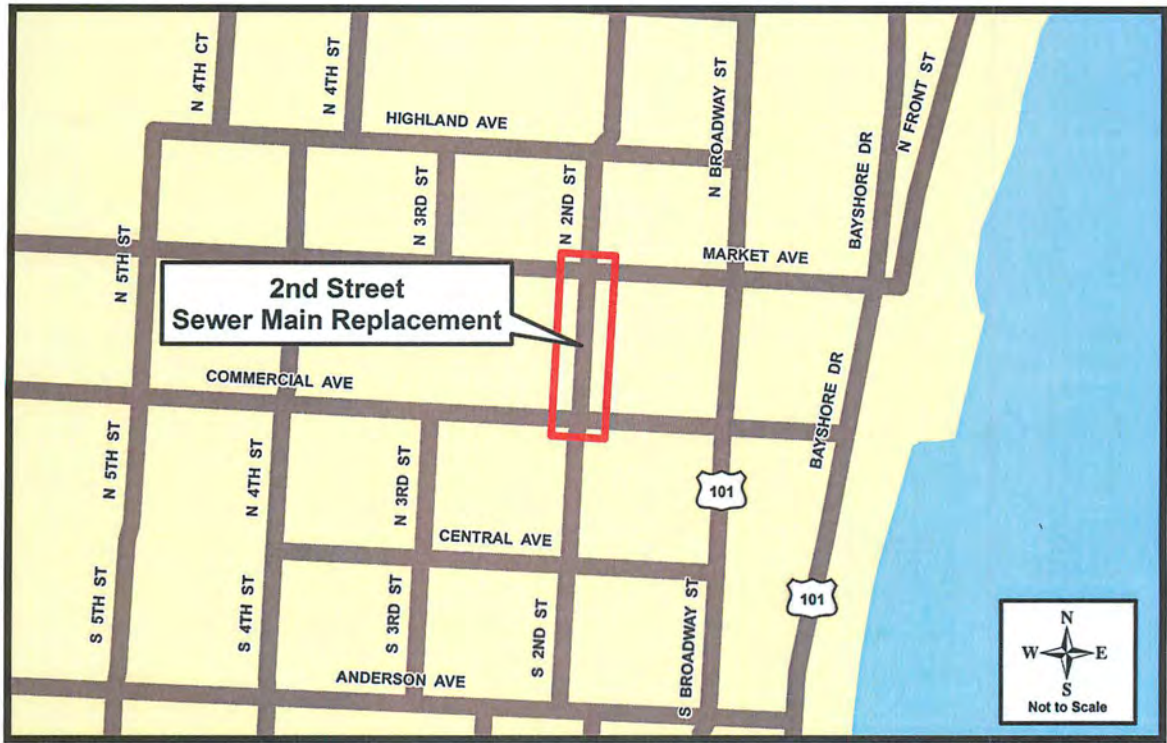 N 4TH CT
N 4TH ST
HIGHLAND AVE
N BROADWAY ST
BAYSHORE DR
N FRONT ST
N 3RD ST
N 2ND ST
MARKET AVE
N 5TH ST
2nd Street
Sewer Main Replacement
COMMERCIAL AVE
BAYSHORE DR
N 5TH ST
N 4TH ST
N 3RD ST
101
CENTRAL AVE
101
S 5TH ST
S 4TH ST
S 3RD ST
S 2ND ST
S BROADWAY ST
ANDERSON AVE
N
W E
S
Not to Scale